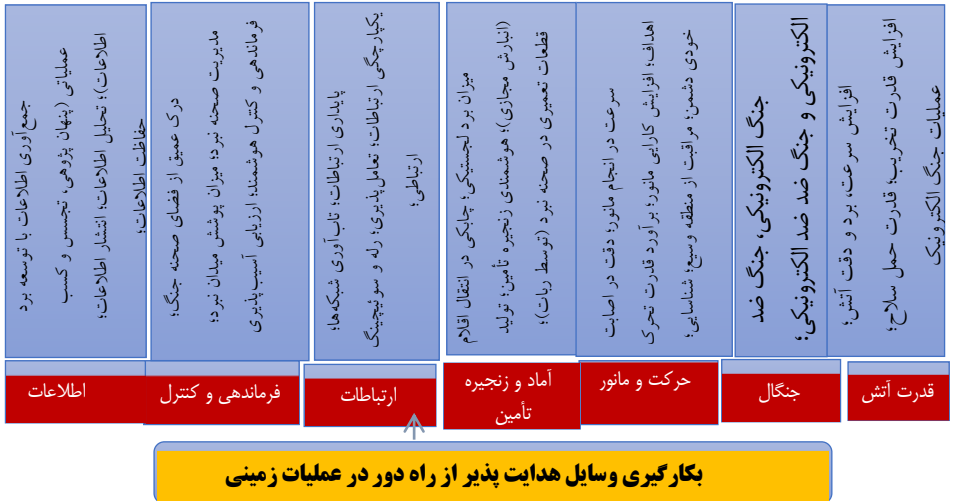 افزایش سرعت، برد و دقت آتش؛
افزایش قدرت تخریب؛ قدرت حمل سلاح؛
عملیات جنگ الکترونیک
قدرت آتش
جنگ الکترونیکی، جنگ ضد
الکترونیکی و جنگ ضد ضد الکترونیکی؛
جنگال
سرعت در انجام مانور؛ دقت در اصابت
اهداف؛ افزایش کارایی مانور؛ برآورد قدرت تحرک
خودی دشمن؛ مراقبت از منطقه وسیع؛ شناسایی؛
حرکت و مانور
میزان برد لجستیکی؛ چابکی در انتقال اقلام
(انبارش مجازی)؛ هوشمندی زنجیره تأمین؛ تولید
قطعات تعمیری در صحنه نبرد (توسط ربات)؛
آماد و زنجیره
تأمین
پایداری ارتباطات، تاب‌آوری شبکه‌ها؛
یکپارچگی ارتباطات؛ تعامل‌پذیری؛ رله و سوئیچینگ
ارتباطی؛
ارتباطات
درک عمیق از فضای صحنه جنگ؛
مدیریت صحنه نبرد؛ میزان پوشش میدان نبرد؛
فرماندهی و کنترل هوشمند؛ ارزیابی آسیب‌پذیری
فرماندهی و کنترل
جمع‌آوری اطلاعات با توسعه برد
عملیاتی (پنهان پژوهی، تجسس و کسب
اطلاعات)؛ تحلیل اطلاعات؛ انتشار اطلاعات؛
حفاظت اطلاعات؛
اطلاعات
بکارگیری وسایل هدایت پذیر از راه دور در عملیات زمینی